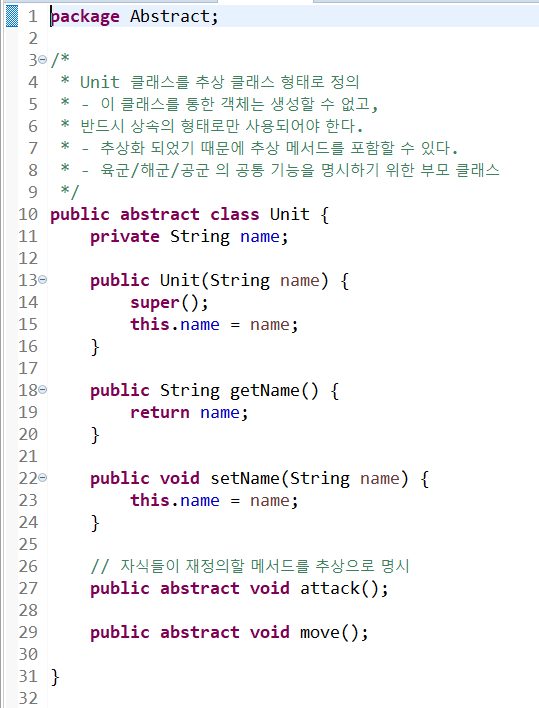 1 package Abstract;
2
3 /*
4  * Unit 클래스를 추상 클래스 형태로 정의
5  * - 이 클래스를 통한 객체는 생성할 수 없고,
6  * 반드시 상속의 형태로만 사용되어야 한다.
7  * - 추상화 되었기 때문에 추상 메서드를 포함할 수 있다.
8  * - 육군/해군/공군 의 공통 기능을 명시하기 위한 부모 클래스
9  */
10 public abstract class Unit {
11     private String name;
12
13     public Unit(String name) {
14         super();
15         this.name = name;
16     }
17
18     public String getName() {
19         return name;
20     }
21
22     public void setName(String name) {
23         this.name = name;
24     }
25
26     // 자식들이 재정의할 메서드를 추상으로 명시
27     public abstract void attack();
28
29     public abstract void move();
30
31 }
32